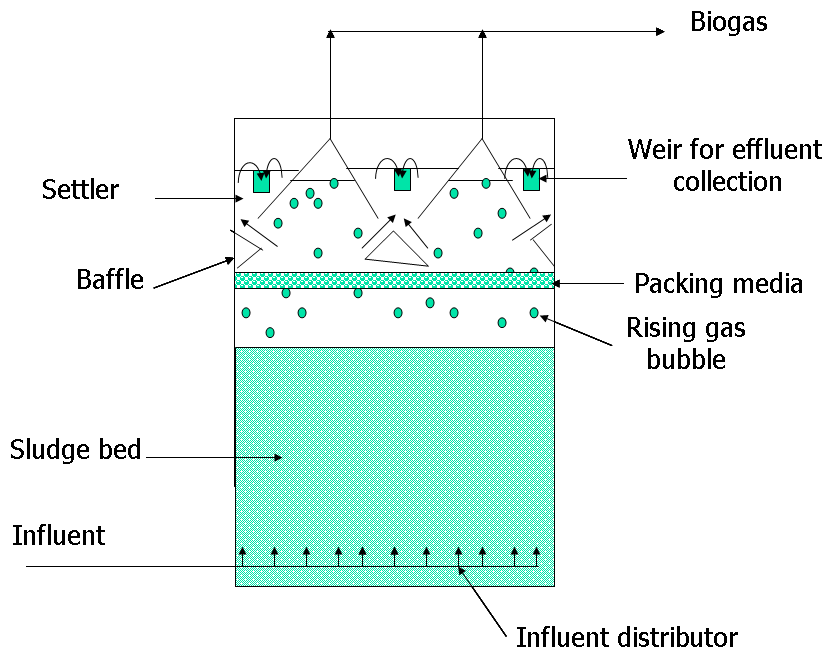 Biogas
Weir for effluent
collection
Settler
Baffle
Packing media
Rising gas
bubble
Sludge bed
Influent
Influent distributor